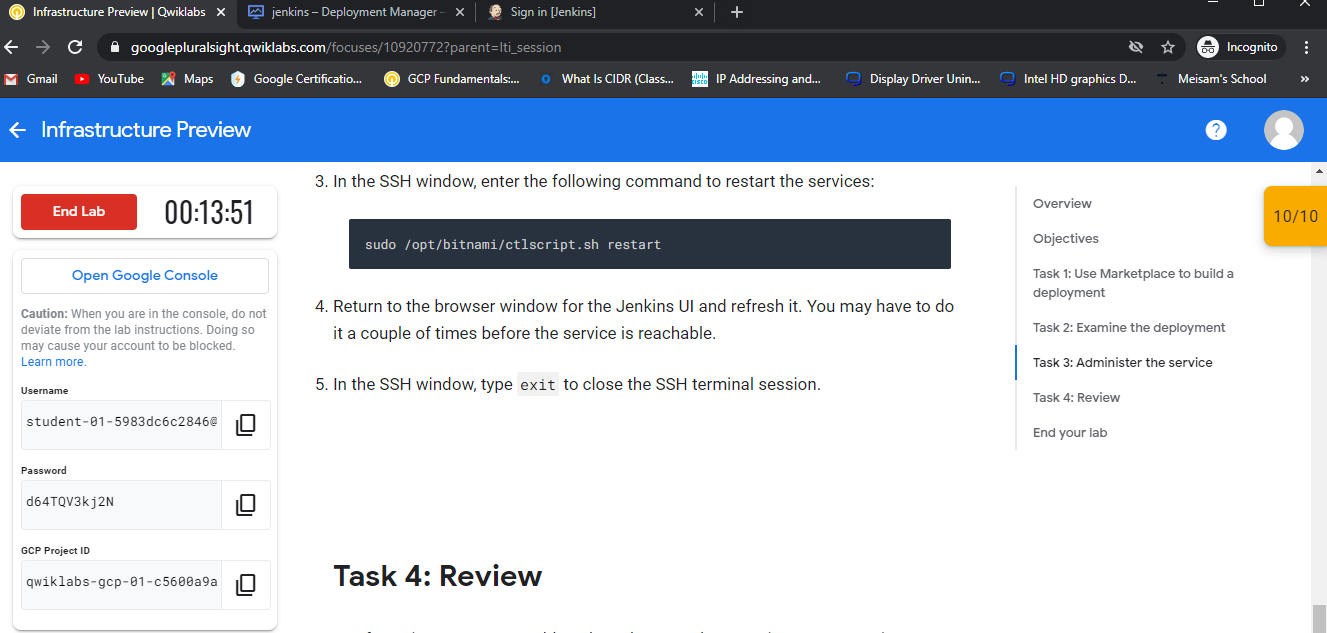 Infrastructure Preview | Qwiklabs
jenkins – Deployment Manager -
Sign in [Jenkins]
googlepluralsight.qwiklabs.com/focuses/10920772?parent=lti_session
Incognito
Gmail
YouTube
Maps
Google Certificatio...
GCP Fundamentals:...
What Is CIDR (Class...
IP Addressing and...
Display Driver Unin...
Intel HD graphics D...
Meisam's School
Infrastructure Preview
End Lab
00:13:51
Open Google Console
Caution: When you are in the console, do not
deviate from the lab instructions. Doing so
may cause your account to be blocked.
Learn more.
Username
student-01-5983dc6c2846@
Password
d64TQV3kj2N
GCP Project ID
qwiklabs-gcp-01-c5600a9a
3. In the SSH window, enter the following command to restart the services:
sudo /opt/bitnami/ctlscript.sh restart
4. Return to the browser window for the Jenkins UI and refresh it. You may have to do
it a couple of times before the service is reachable.
5. In the SSH window, type exit to close the SSH terminal session.
Task 4: Review
Overview
Objectives
Task 1: Use Marketplace to build a
deployment
Task 2: Examine the deployment
Task 3: Administer the service
Task 4: Review
End your lab
10/10